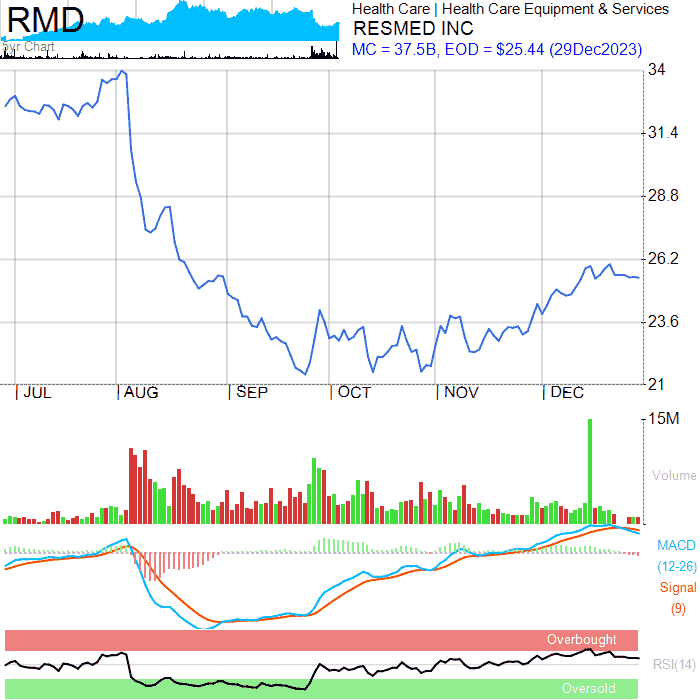 RMD
5yr Chart
Health Care | Health Care Equipment & Services
RESMED INC
MC = 37.5B, EOD = $25.44 (29Dec2023)
34
31.4
28.8
26.2
23.6
21
JUL
AUG
SEP
OCT
NOV
DEC
15M
Volume
MACD
(12-26)
Signal
(9)
Overbought
RSI(14)
Oversold